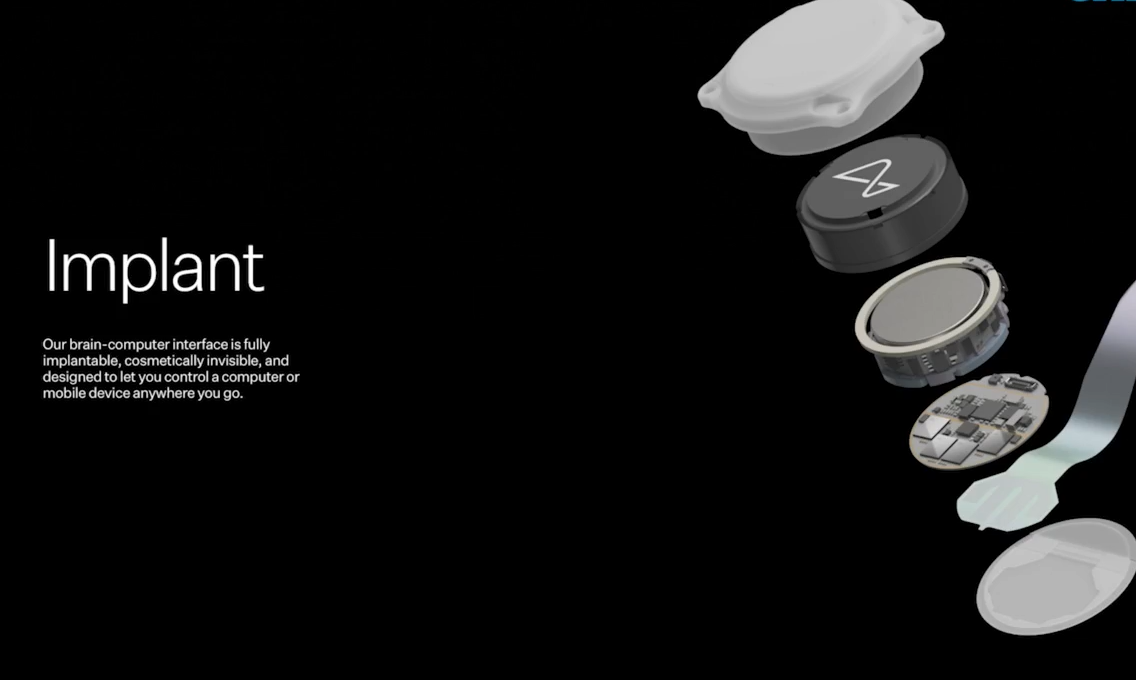 Implant
Our brain-computer interface is fully
implantable, cosmetically invisible, and
designed to let you control a computer or
mobile device anywhere you go.